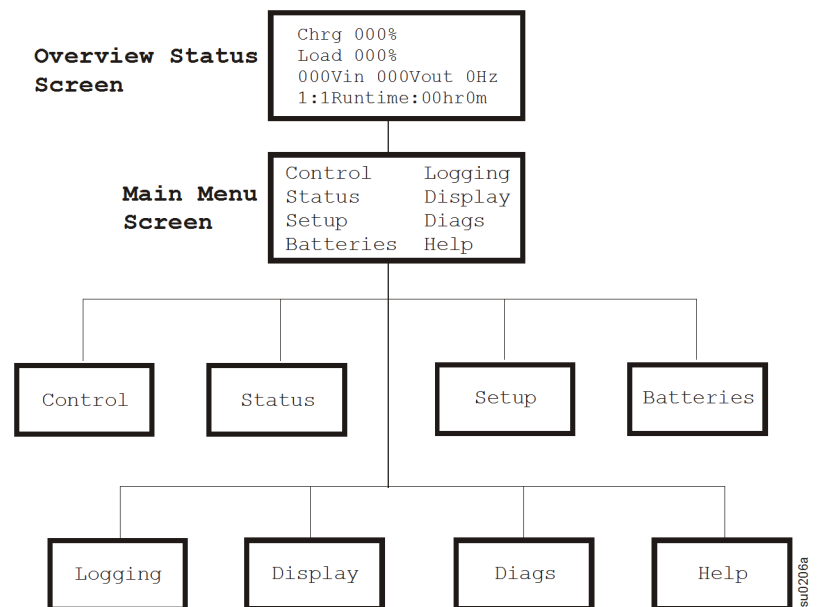 Overview Status
Screen
Chrg 000%
Load 000%
000Vin 000Vout 0Hz
1:1Runtime:00hr0m
Main Menu
Screen
Control Logging
Status Display
Setup Diags
Batteries Help
Control
Status
Setup
Batteries
Logging
Display
Diags
Help
su0206a